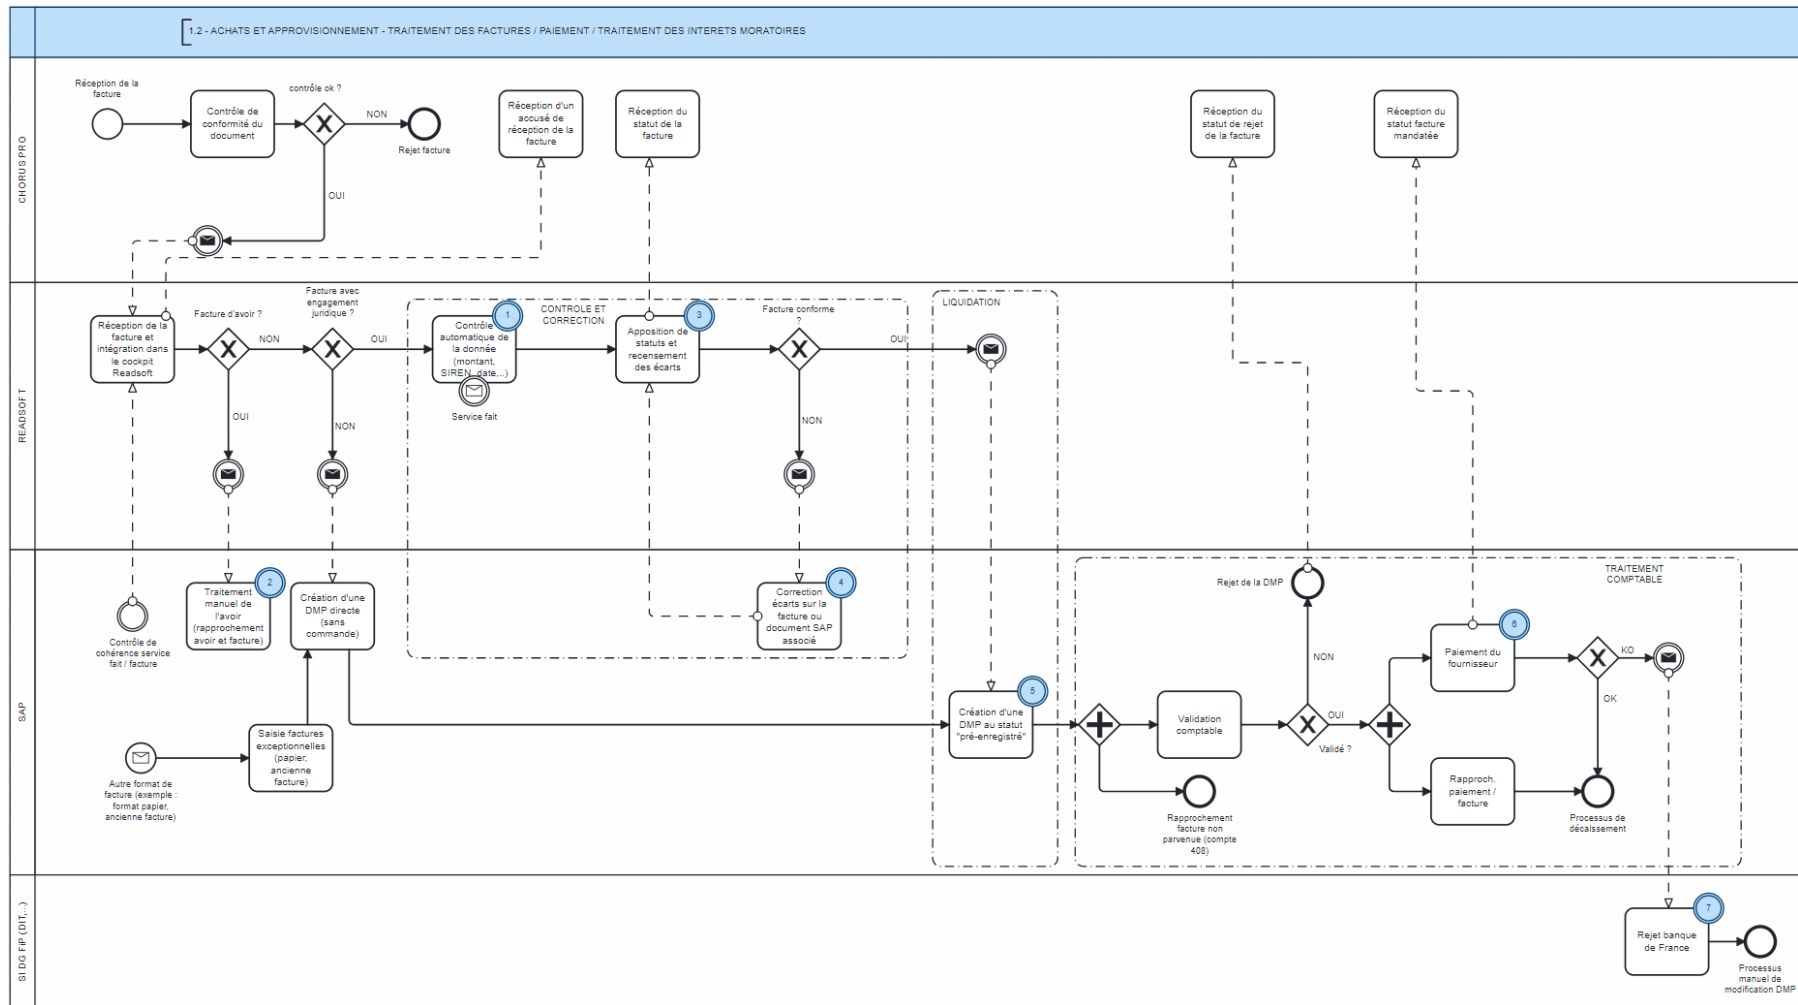 1.2 - ACHATS ET APPROVISIONNEMENT - TRAITEMENT DES FACTURES / PAIEMENT / TRAITEMENT DES INTERETS MORATOIRES
CHORUS PRO
Réception de la
facture
Contrôle de
conformité du
document
contrôle ok ?
NON
Rejet facture
OUI
Réception d'un
accusé de
réception de la
facture
Réception du
statut de la
facture
Réception du
statut de rejet
de la facture
Réception du
statut facture
mandatée
READSOFT
Réception de la
facture et
intégration dans
le cockpit
Readsoft
Facture d'avoir ?
NON
OUI
Facture avec
engagement
juridique ?
OUI
NON
CONTROLE ET
CORRECTION
1
Contrôle
automatique de
la donnée
(montant,
SIREN, date,..)
Service fait
3
Apposition de
statuts et
recensement
des écarts
Facture conforme
?
OUI
NON
LIQUIDATION
SAP
Contrôle de
cohérence service
fait / facture
2
Traitement
manuel de
l'avoir
(rapprochement
avoir et facture)
Création d'une
DMP directe
(sans
commande)
4
Correction
écarts sur la
facture ou
document SAP
associé
Autre format de
facture (exemple :
format papier,
ancienne facture)
Saisie factures
exceptionnelles
(papier,
ancienne
facture)
5
Création d'une
DMP au statut
"pré-enregistré"
TRAITEMENT
COMPTABLE
Rejet de la DMP
Validation
comptable
NON
OUI
Validé ?
Rapprochement
facture non
parvenue (compte
408)
6
Paiement du
fournisseur
KO
OK
Rapproch.
paiement /
facture
Processus de
décaissement
SI DG FIP (DIT,...)
7
Rejet banque
de France
Processus
manuel de
modification DMP